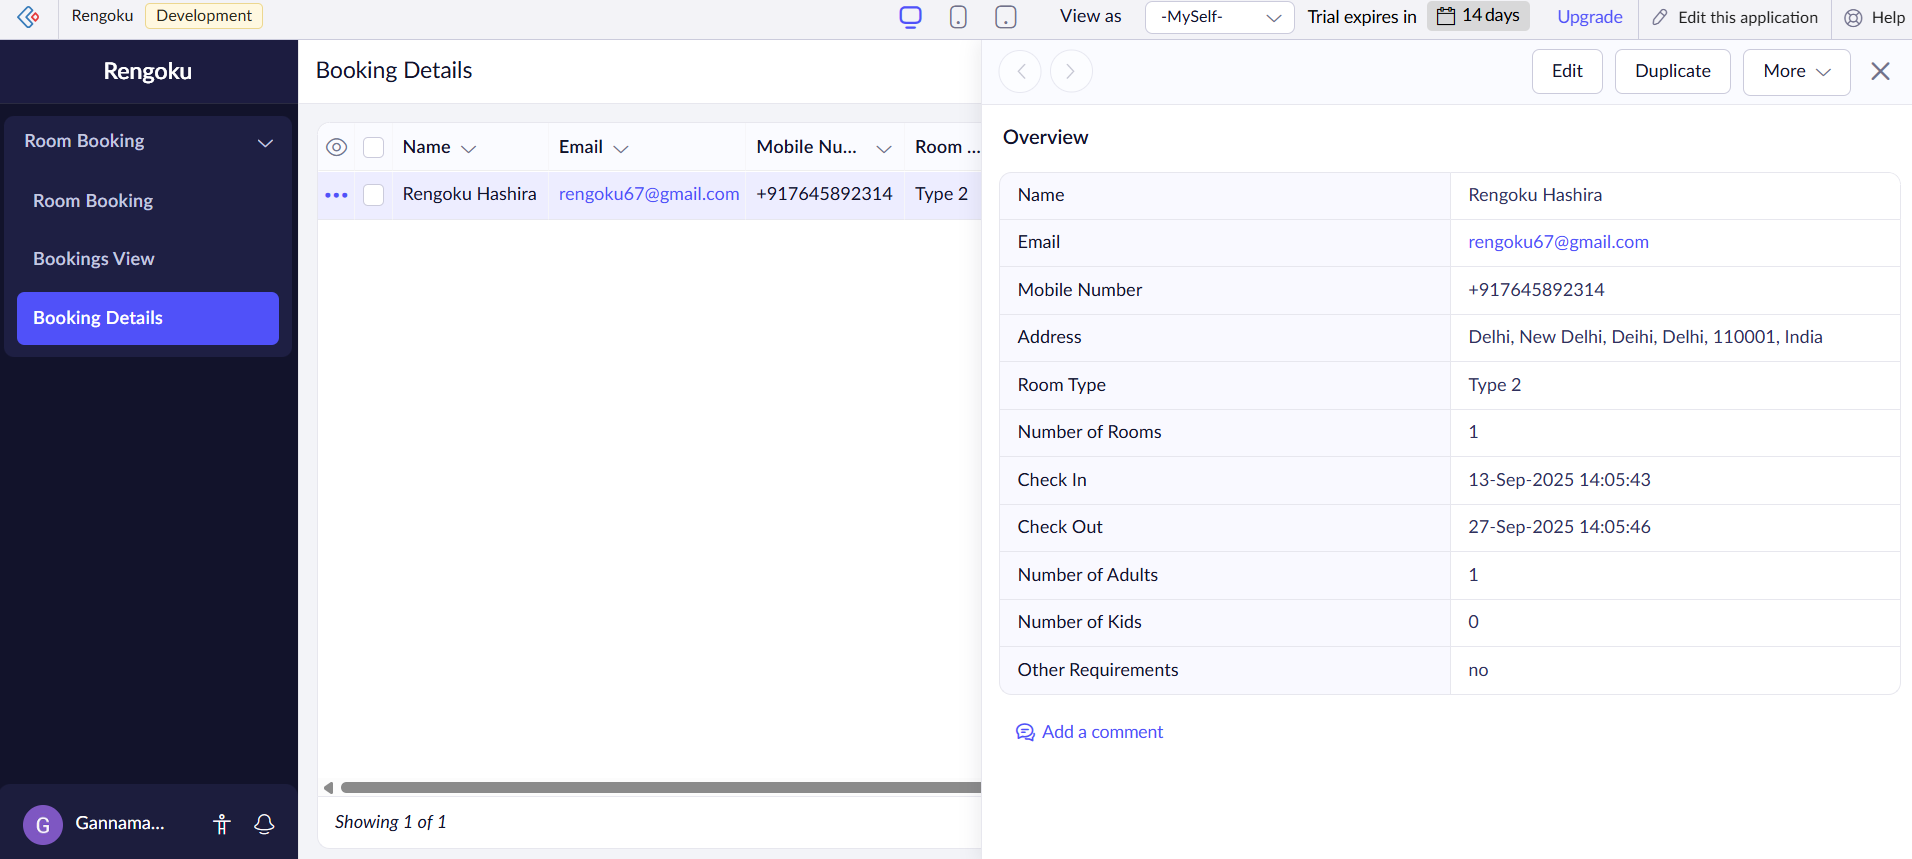 Rengoku Development View as -MySelf- Trial expires in 14 days Upgrade Edit this application Help
Rengoku
Room Booking
Room Booking
Bookings View
Booking Details
Gannama...
G
Booking Details
Name Email Mobile Nu... Room ...
Rengoku Hashira rengoku67@gmail.com +917645892314 Type 2
Showing 1 of 1
Edit Duplicate More
Overview
Name Rengoku Hashira
Email rengoku67@gmail.com
Mobile Number +917645892314
Address Delhi, New Delhi, Deihi, Delhi, 110001, India
Room Type Type 2
Number of Rooms 1
Check In 13-Sep-2025 14:05:43
Check Out 27-Sep-2025 14:05:46
Number of Adults 1
Number of Kids 0
Other Requirements no
Add a comment